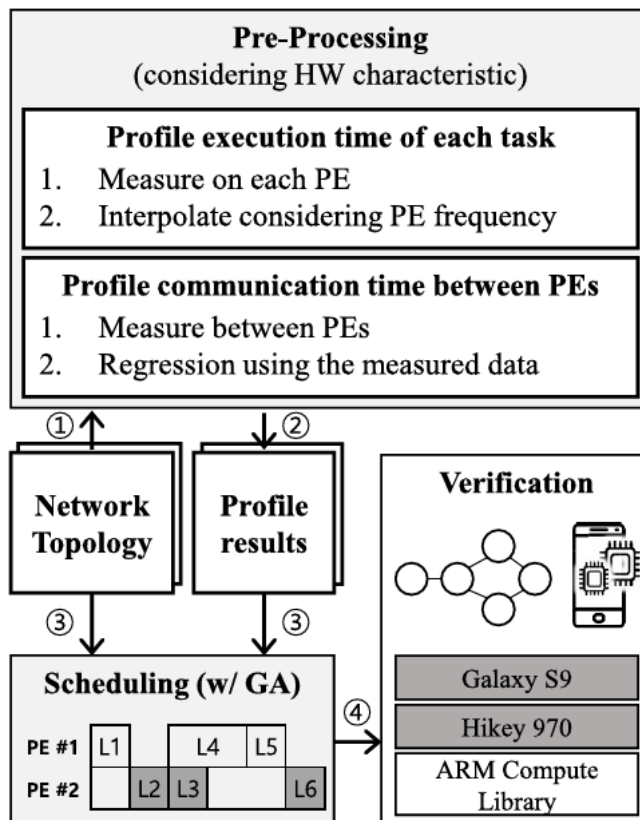 Pre-Processing
(considering HW characteristic)
Profile execution time of each task
1. Measure on each PE
2. Interpolate considering PE frequency
Profile communication time between PEs
1. Measure between PEs
2. Regression using the measured data
① ②
Network
Topology
Profile
results
③ ③
Scheduling (w/ GA)
PE #1 L1 L4 L5
PE #2 L2 L3 L6
④
Verification
Galaxy S9
Hikey 970
ARM Compute
Library